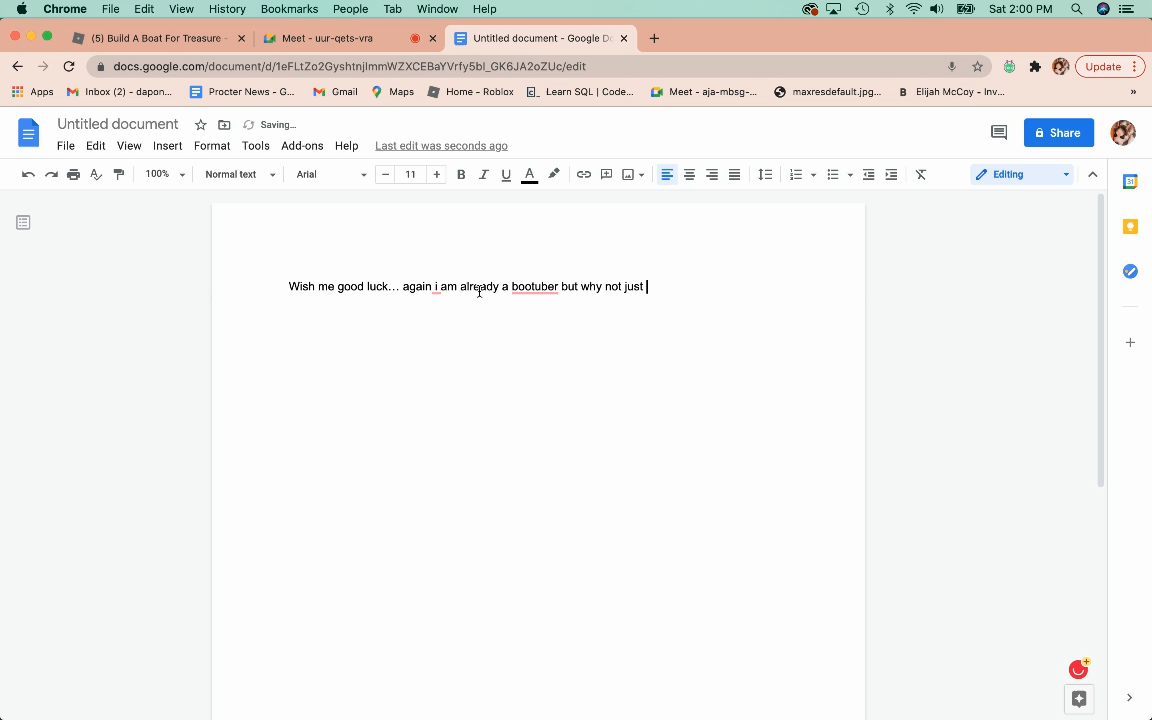 Chrome File Edit View History Bookmarks People Tab Window Help Sat 2:00 PM
(5) Build A Boat For Treasure - Meet - uur-qets-vra Untitled document - Google Do
docs.google.com/document/d/1eFLtZo2GyshtnjImmWZXCEBaYVrfy5bI_GK6JA2oZUc/edit Update
Apps Inbox (2) - dapon... Procter News - G... Gmail Maps Home - Roblox Learn SQL | Code... Meet - aja-mbsg-... maxresdefault.jpg... B Elijah McCoy - Inv... »
Untitled document Saving...
File Edit View Insert Format Tools Add-ons Help Last edit was seconds ago
Share
100% Normal text Arial 11 B I U A Editing
31
Wish me good luck... again i am already a bootuber but why not just